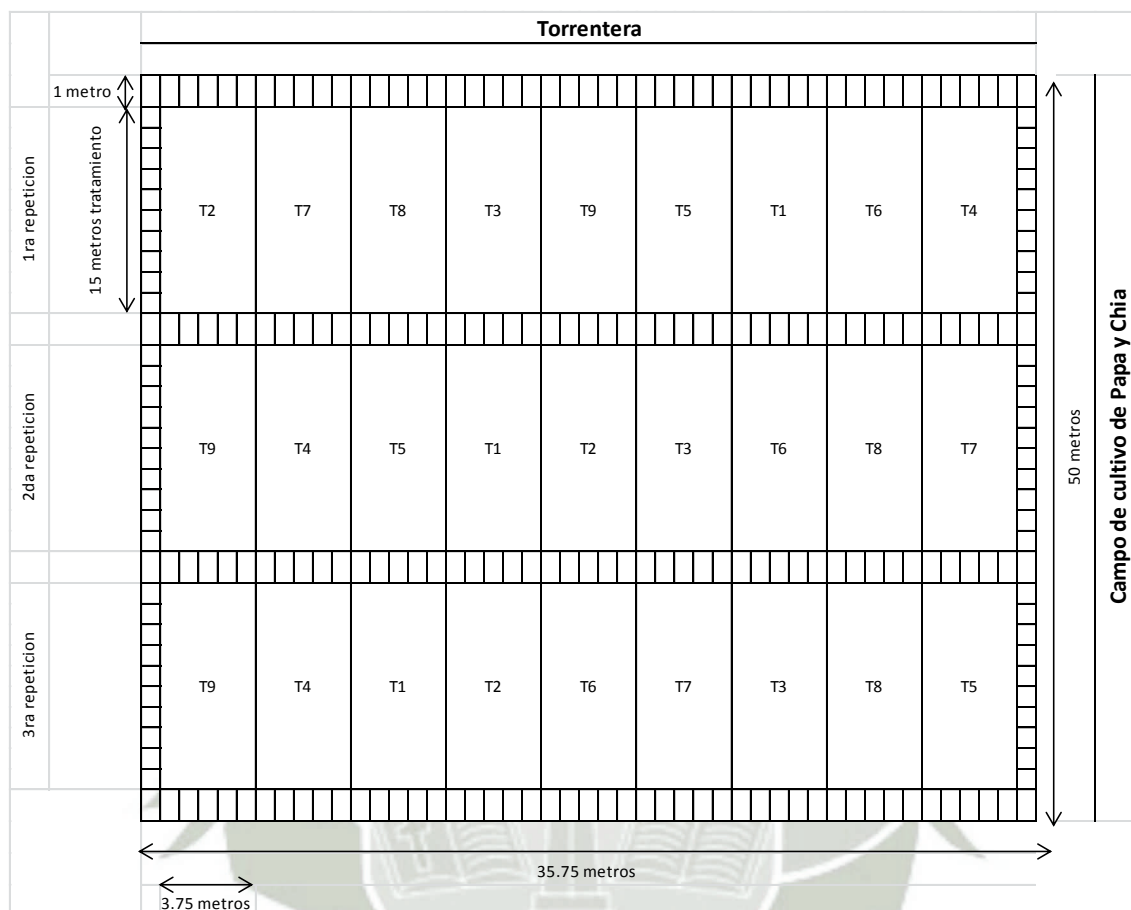 Torrentera
1 metro
1ra repeticion
15 metros tratamiento
T2 T7 T8 T3 T9 T5 T1 T6 T4
2da repeticion
T9 T4 T5 T1 T2 T3 T6 T8 T7
3ra repeticion
T9 T4 T1 T2 T6 T7 T3 T8 T5
50 metros
Campo de cultivo de Papa y Chia
35.75 metros
3.75 metros